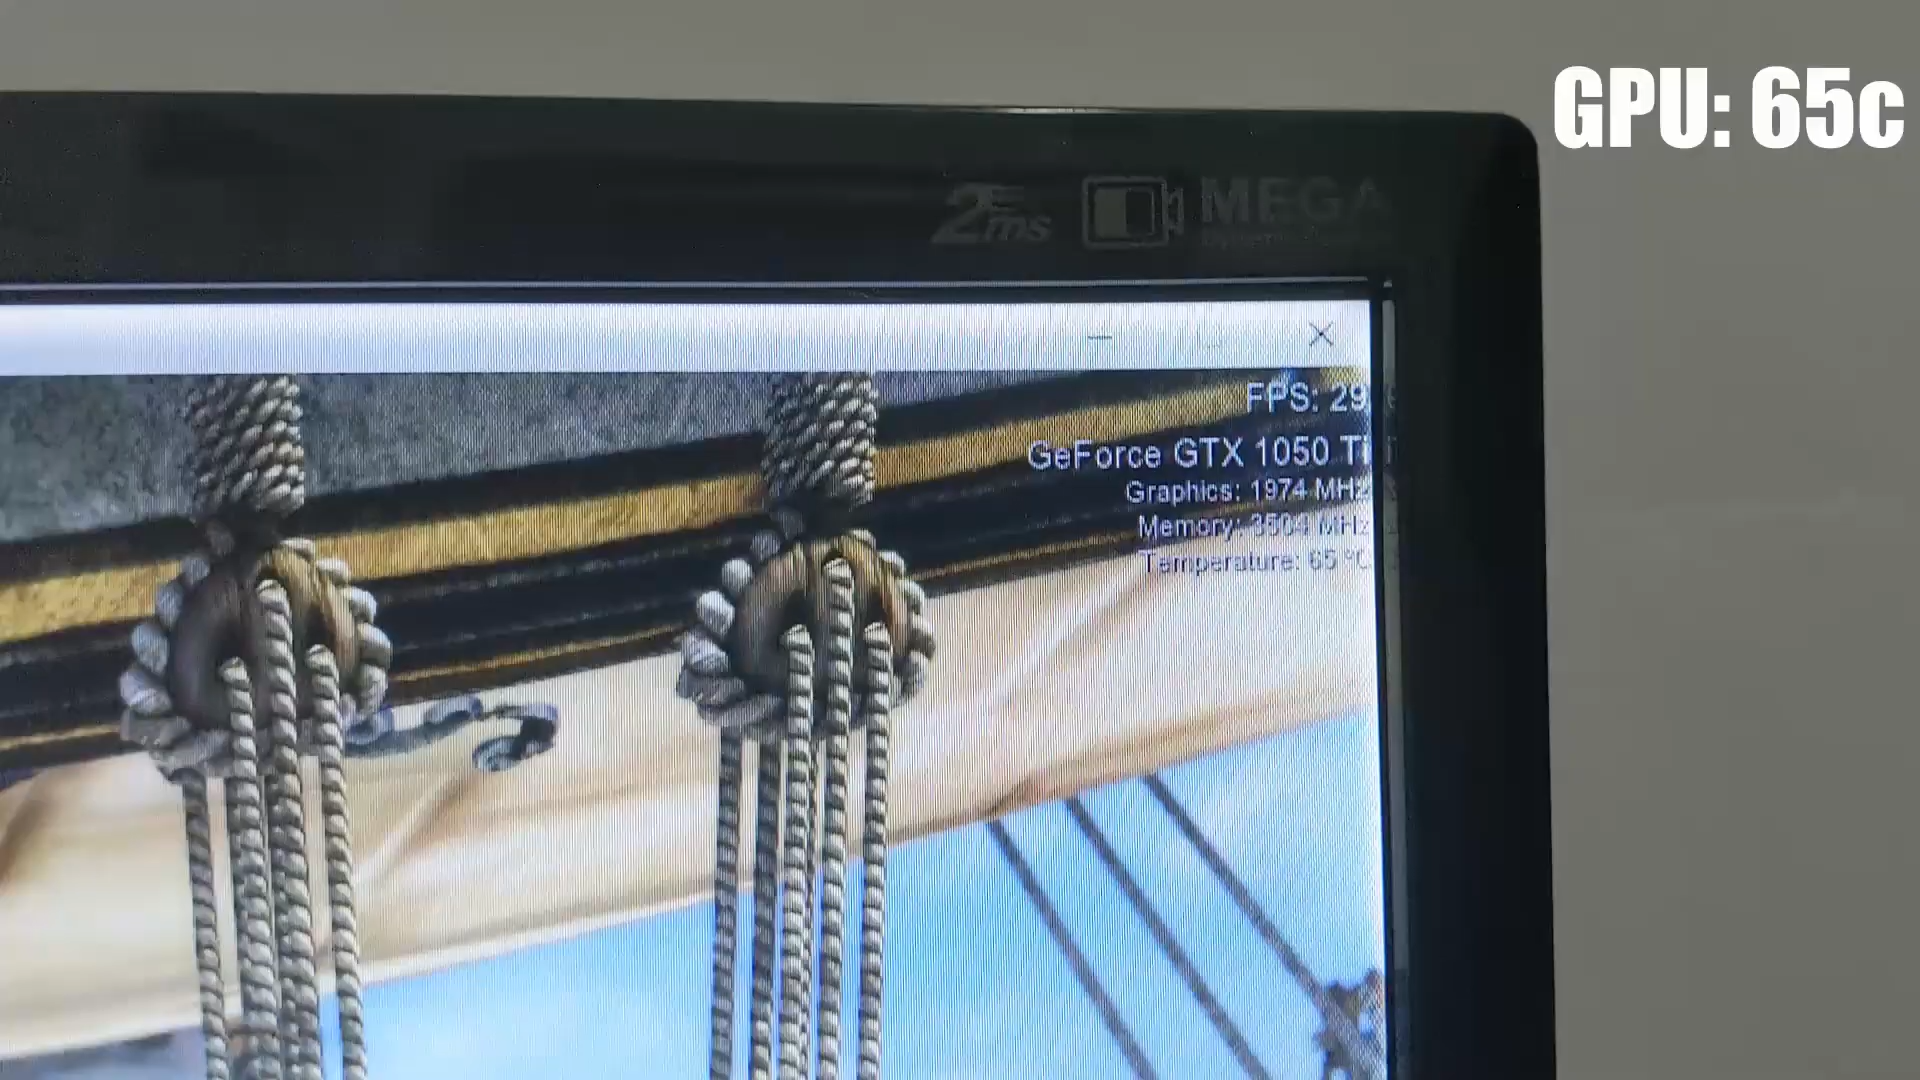 GPU: 65c
2ms
MEGA
FPS: 29
GeForce GTX 1050 Ti
Graphics: 1974 MHz
Memory: 3504 MHz
Temperature: 65 °C